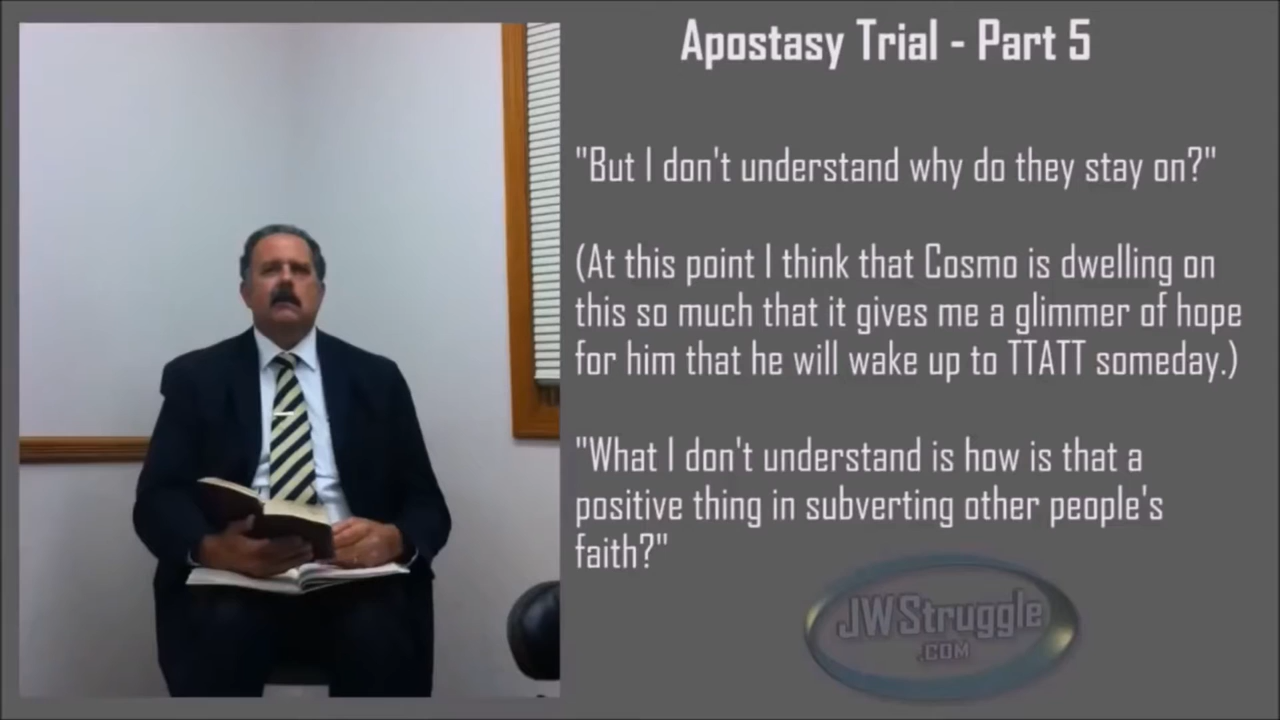 Apostasy Trial - Part 5
"But I don't understand why do they stay on?"
(At this point I think that Cosmo is dwelling on
this so much that it gives me a glimmer of hope
for him that he will wake up to TTATT someday.)
"What I don't understand is how is that a
positive thing in subverting other people's
faith?"
JWStruggle
.COM